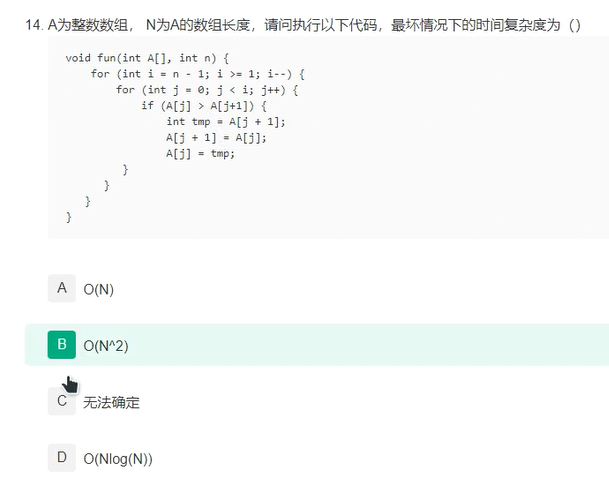 14. A为整数数组， N为A的数组长度，请问执行以下代码，最坏情况下的时间复杂度为（）
void fun(int A[], int n) {
for (int i = n - 1; i >= 1; i--) {
for (int j = 0; j < i; j++) {
if (A[j] > A[j+1]) {
int tmp = A[j + 1];
A[j + 1] = A[j];
A[j] = tmp;
}
}
}
}
A O(N)
B O(N^2)
C 无法确定
D O(Nlog(N))